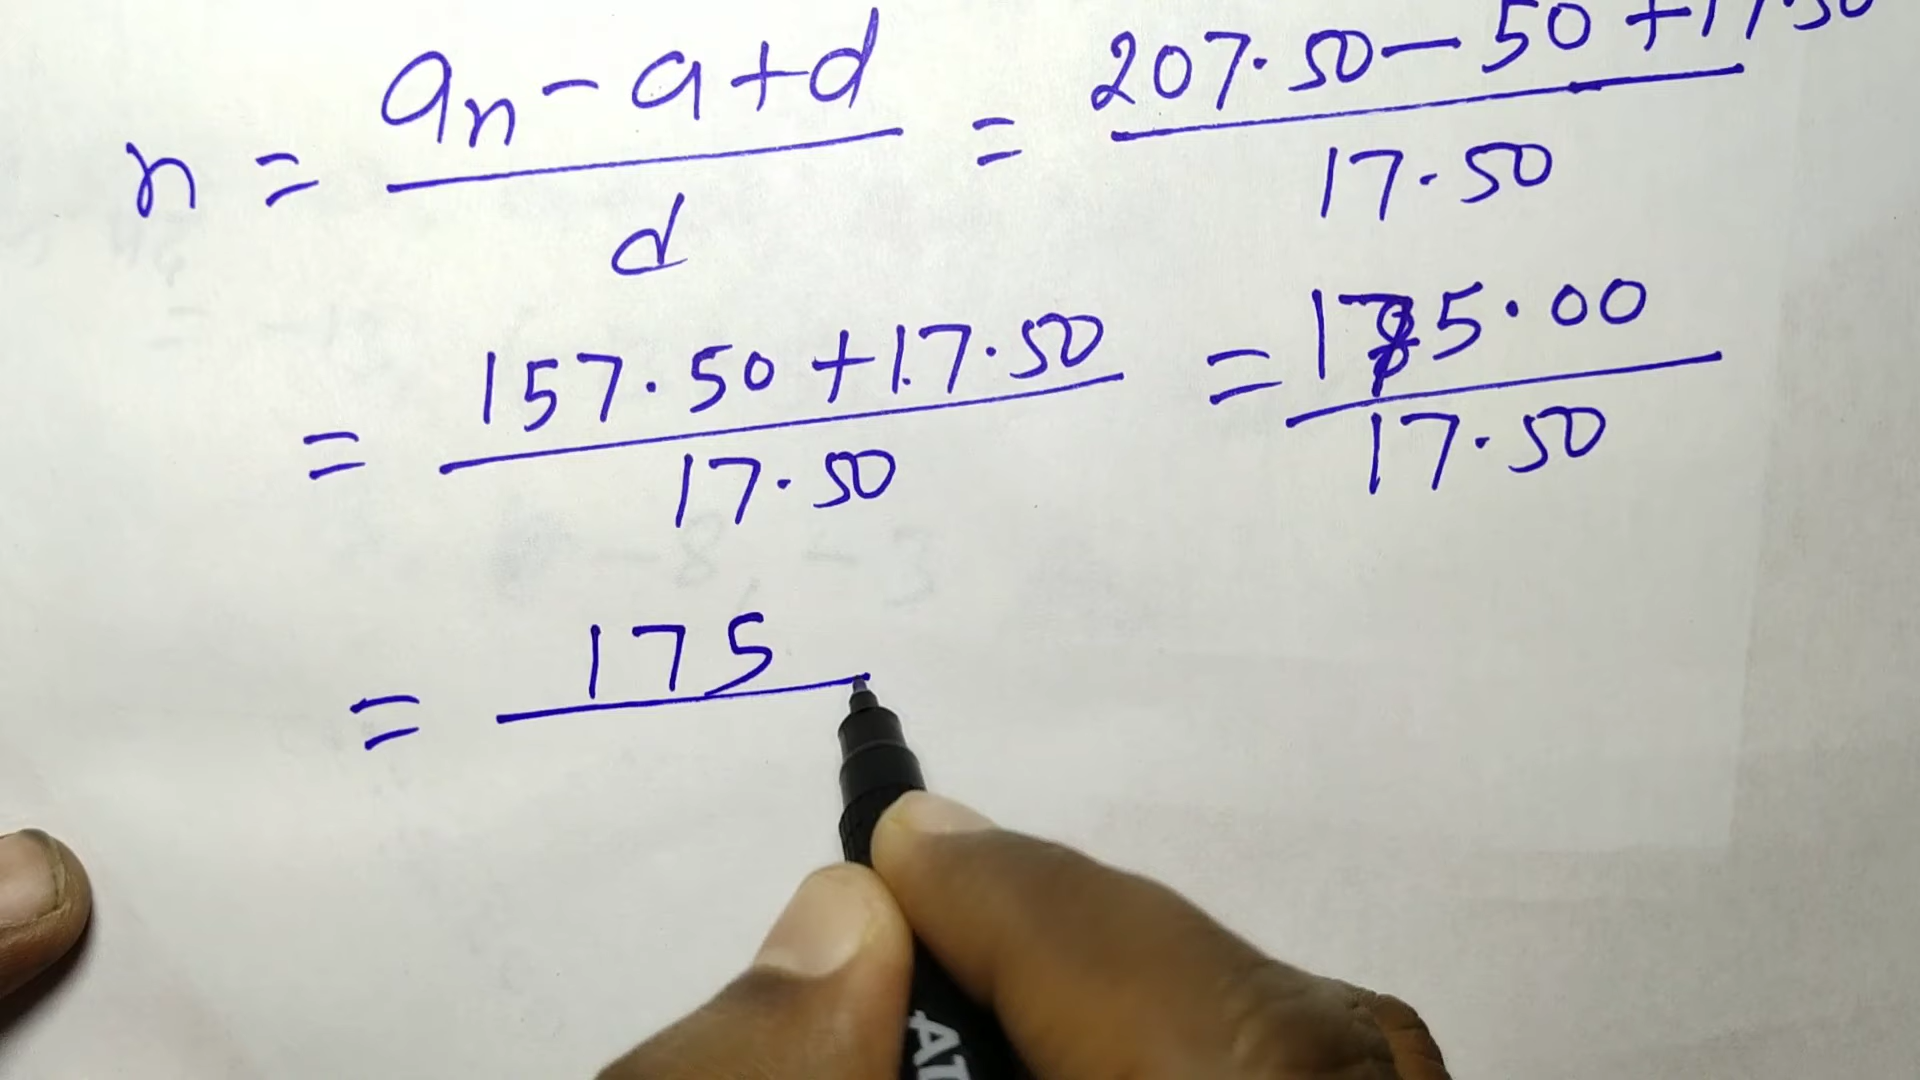 n = an - a + d / d = 207.50 - 50 + 17.50 / 17.50
= 157.50 + 17.50 / 17.50 = 175.00 / 17.50
= 175